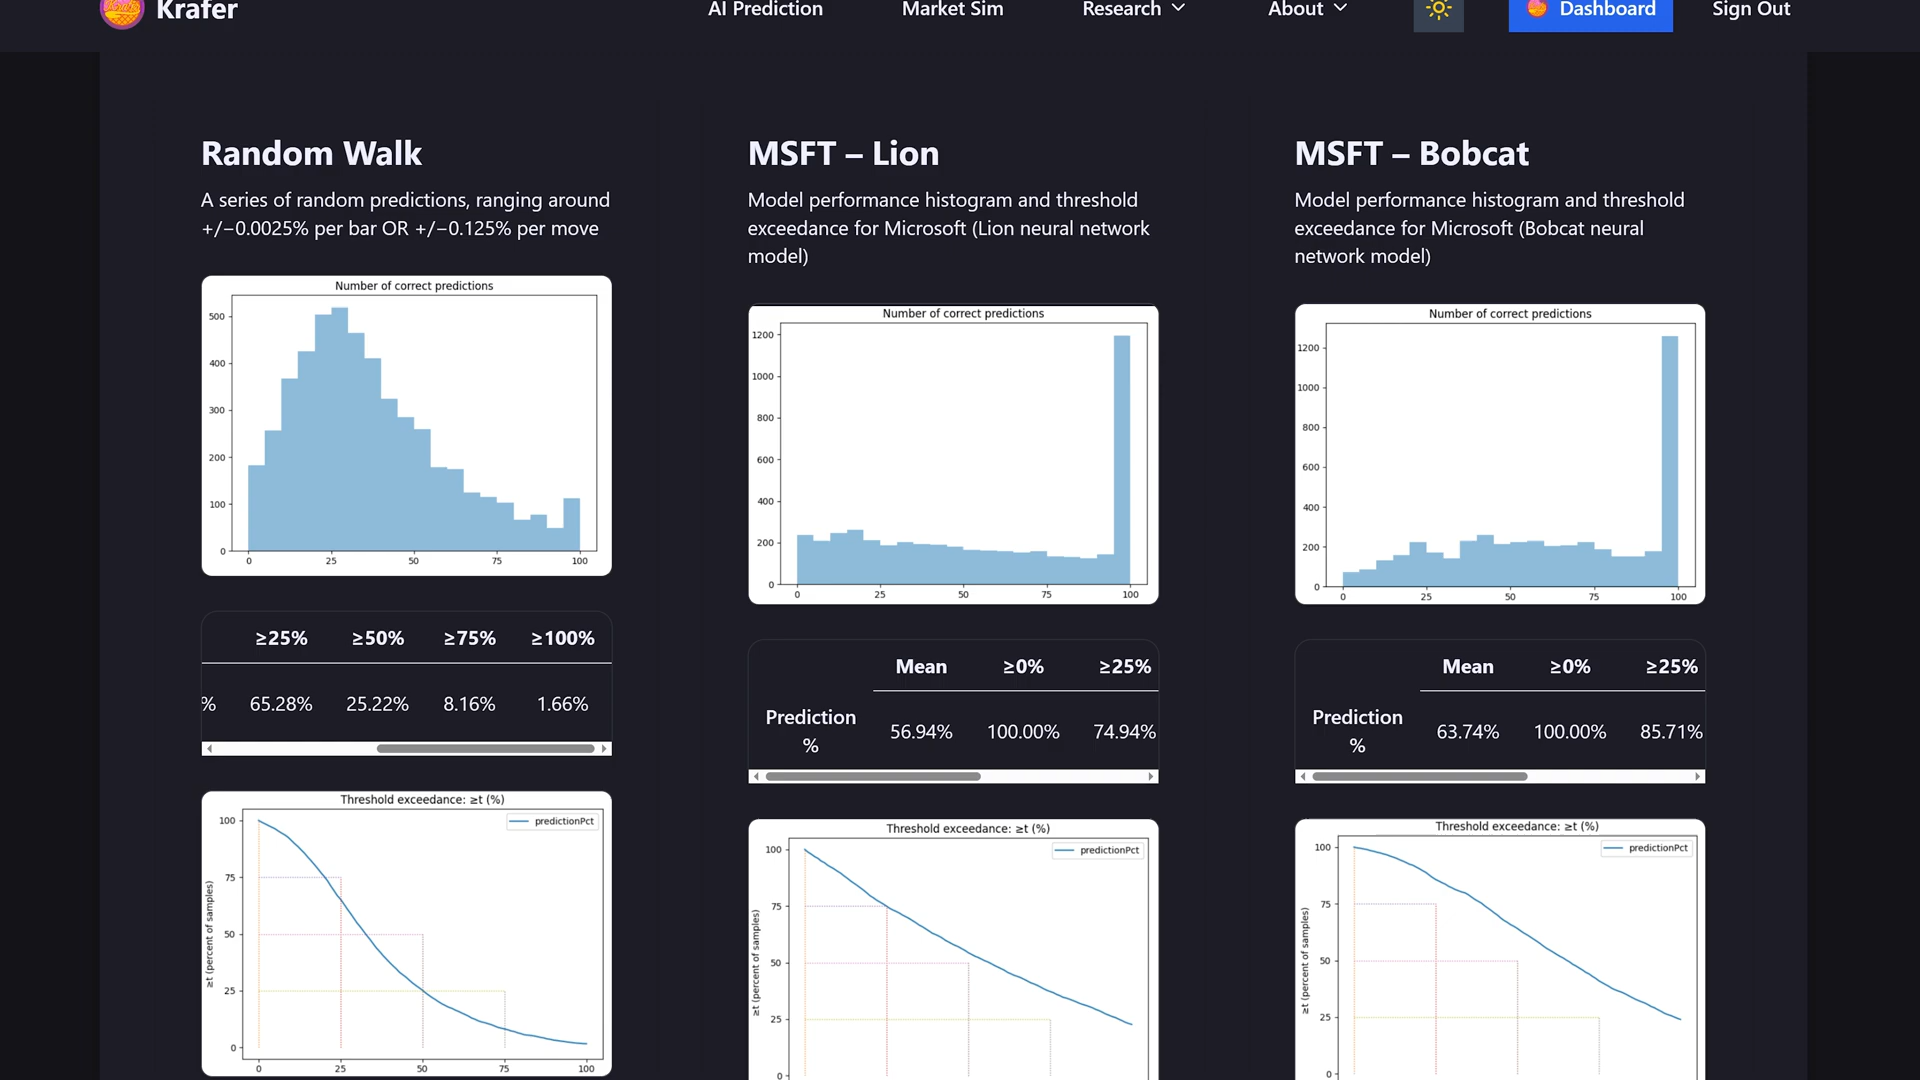 Krafer
AI Prediction
Market Sim
Research
About
Dashboard
Sign Out
Random Walk
A series of random predictions, ranging around
+/−0.0025% per bar OR +/−0.125% per move
Number of correct predictions
500
400
300
200
100
0
0 25 50 75 100
≥25% ≥50% ≥75% ≥100%
% 65.28% 25.22% 8.16% 1.66%
Threshold exceedance: ≥t (%)
predictionPct
≥t (percent of samples)
100
75
50
25
0
0 25 50 75 100
MSFT – Lion
Model performance histogram and threshold
exceedance for Microsoft (Lion neural network
model)
Number of correct predictions
1200
1000
800
600
400
200
0
0 25 50 75 100
Mean ≥0% ≥25%
Prediction
%
56.94% 100.00% 74.94%
Threshold exceedance: ≥t (%)
predictionPct
≥t (percent of samples)
100
75
50
25
0
MSFT – Bobcat
Model performance histogram and threshold
exceedance for Microsoft (Bobcat neural
network model)
Number of correct predictions
1200
1000
800
600
400
200
0
0 25 50 75 100
Mean ≥0% ≥25%
Prediction
%
63.74% 100.00% 85.71%
Threshold exceedance: ≥t (%)
predictionPct
≥t (percent of samples)
100
75
50
25
0